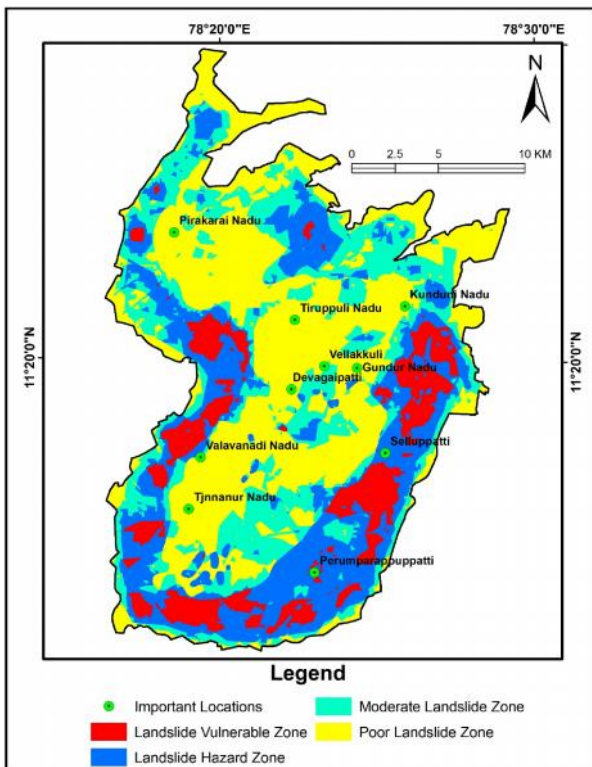 78°20'0"E 78°30'0"E
N
0 2.5 5 10 KM
Pirakarai Nadu
Kunduni Nadu
Tiruppuli Nadu
11°20'0"N
11°20'0"N
Vellakkuli
Gundur Nadu
Devagaipatti
Valavanadi Nadu
Selluppatti
Tjnnanur Nadu
Perumparappuppatti
Legend
Important Locations
Landslide Vulnerable Zone
Landslide Hazard Zone
Moderate Landslide Zone
Poor Landslide Zone